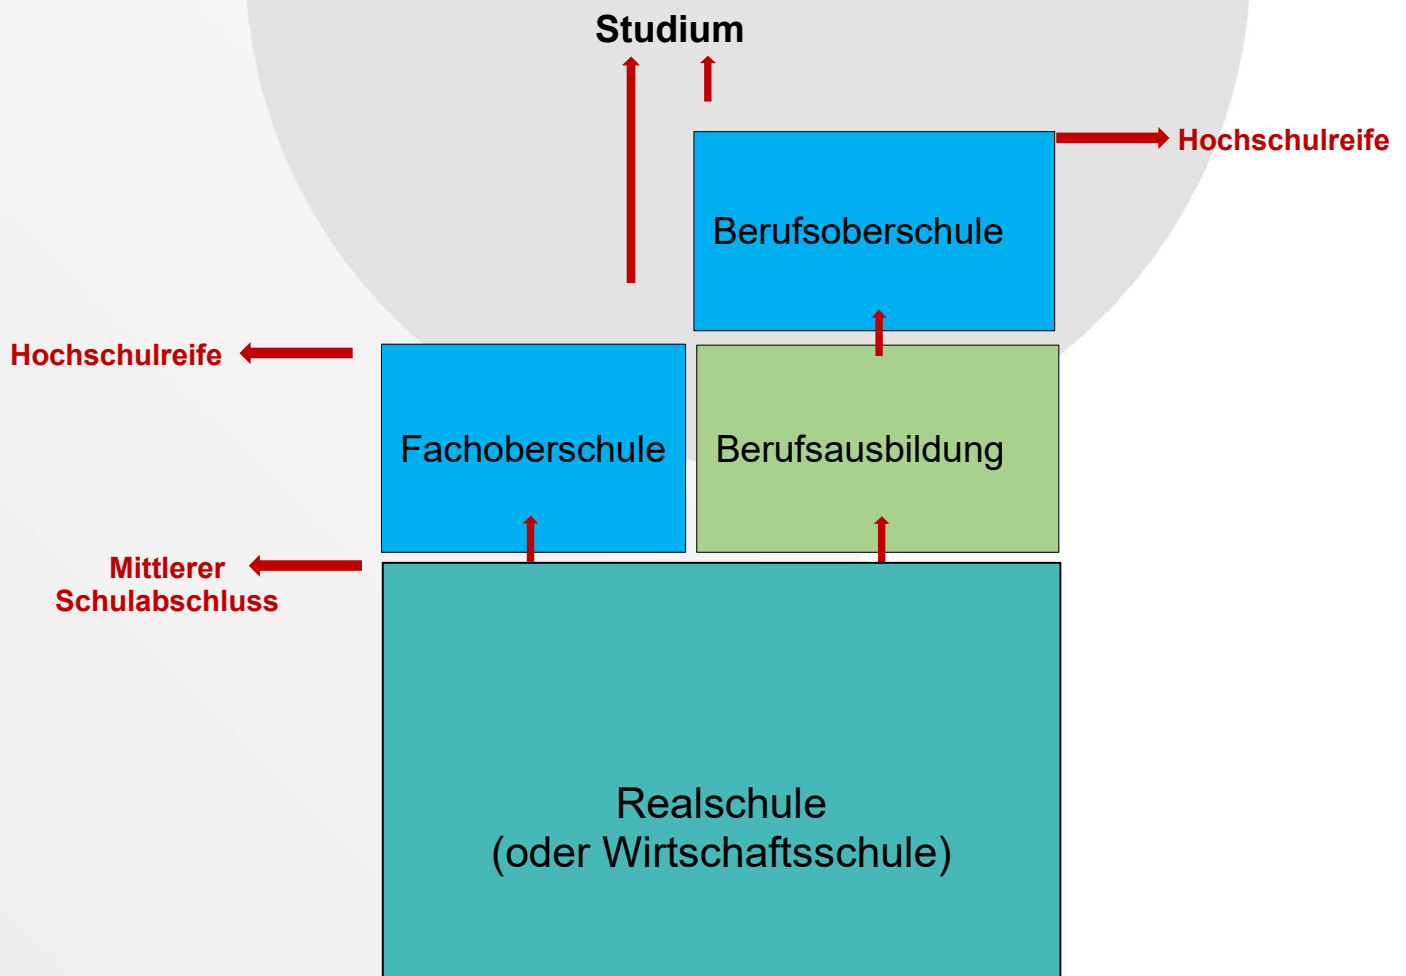 Studium
Hochschulreife
Berufsoberschule
Hochschulreife
Fachoberschule
Berufsausbildung
Mittlerer
Schulabschluss
Realschule
(oder Wirtschaftsschule)